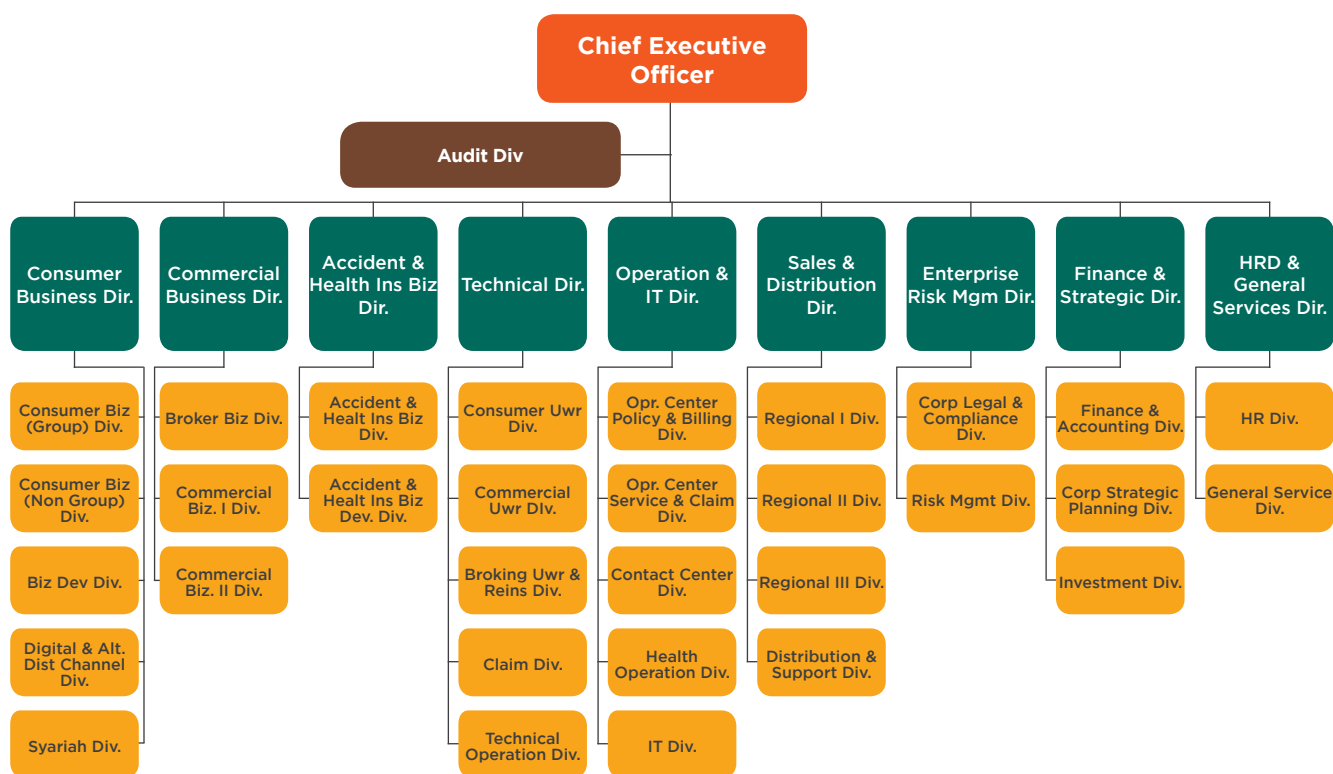 Chief Executive
Officer
Audit Div
Consumer
Business Dir.
Commercial
Business Dir.
Accident &
Health Ins Biz
Dir.
Technical Dir.
Operation &
IT Dir.
Sales &
Distribution
Dir.
Enterprise
Risk Mgm Dir.
Finance &
Strategic Dir.
HRD &
General
Services Dir.
Consumer Biz
(Group) Div.
Broker Biz Div.
Accident &
Healt Ins Biz
Div.
Consumer Uwr
Div.
Opr. Center
Policy & Billing
Div.
Regional I Div.
Corp Legal &
Compliance
Div.
Finance &
Accounting Div.
HR Div.
Consumer Biz
(Non Group)
Div.
Commercial
Biz. I Div.
Accident &
Healt Ins Biz
Dev. Div.
Commercial
Uwr DIv.
Opr. Center
Service & Claim
Div.
Regional II Div.
Risk Mgmt Div.
Corp Strategic
Planning Div.
General Service
Div.
Biz Dev Div.
Commercial
Biz. II Div.
Broking Uwr &
Reins Div.
Contact Center
Div.
Regional III Div.
Investment Div.
Digital & Alt.
Dist Channel
Div.
Claim Div.
Health
Operation Div.
Distribution &
Support Div.
Syariah Div.
Technical
Operation Div.
IT Div.